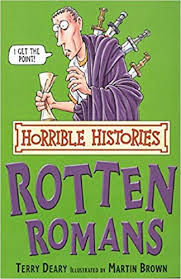 I GET THE
POINT!
HORRIBLE HISTORIES
ROTTEN
ROMANS
TERRY DEARY ILLUSTRATED BY MARTIN BROWN